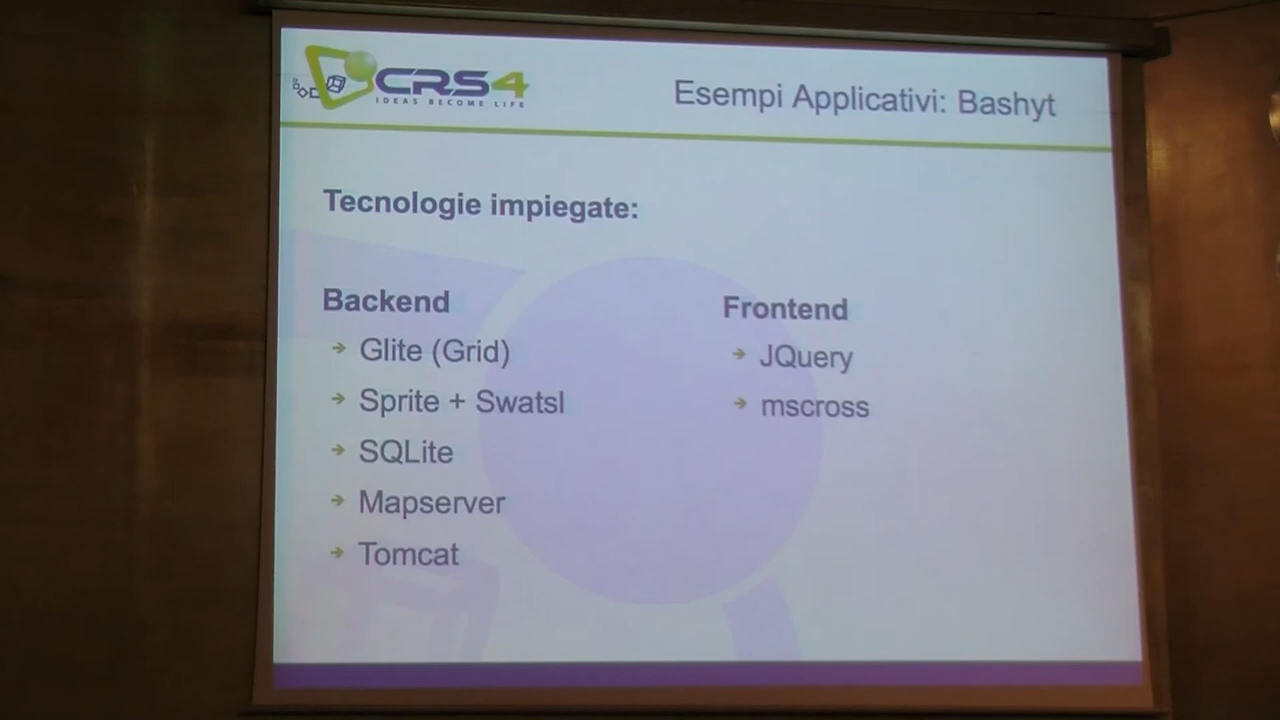 CRS4
IDEAS BECOME LIFE
Esempi Applicativi: Bashyt
Tecnologie impiegate:
Backend
Glite (Grid)
Sprite + Swatsl
SQLite
Mapserver
Tomcat
Frontend
JQuery
mscross